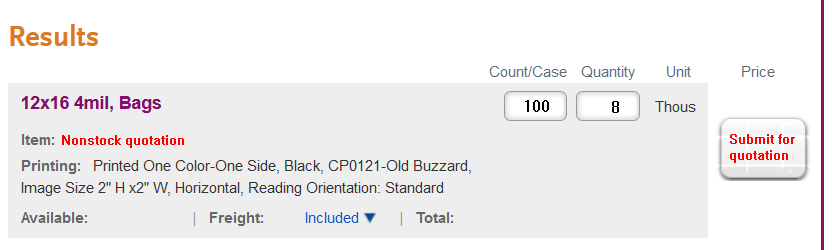 Results
Count/Case Quantity Unit Price
12x16 4mil, Bags
100 8 Thous
Item: Nonstock quotation
Submit for
quotation
Printing: Printed One Color-One Side, Black, CP0121-Old Buzzard,
Image Size 2" H x2" W, Horizontal, Reading Orientation: Standard
Available: | Freight: Included ▼ | Total: